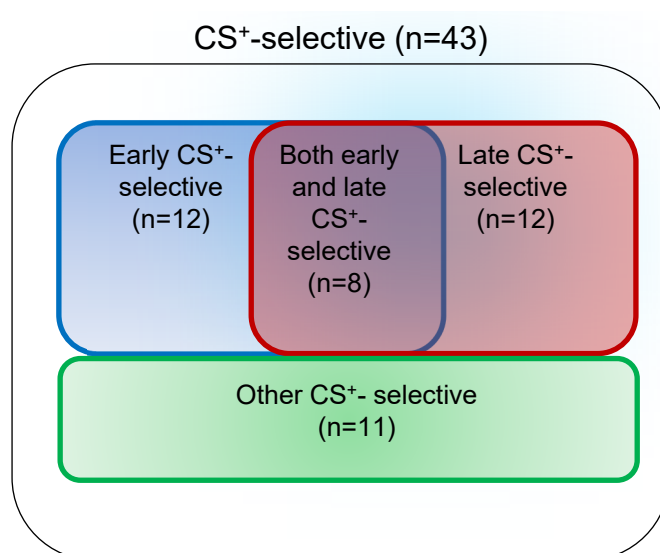 CS⁺-selective (n=43)
Early CS⁺-
selective
(n=12)
Both early
and late
CS⁺-
selective
(n=8)
Late CS⁺-
selective
(n=12)
Other CS⁺- selective
(n=11)